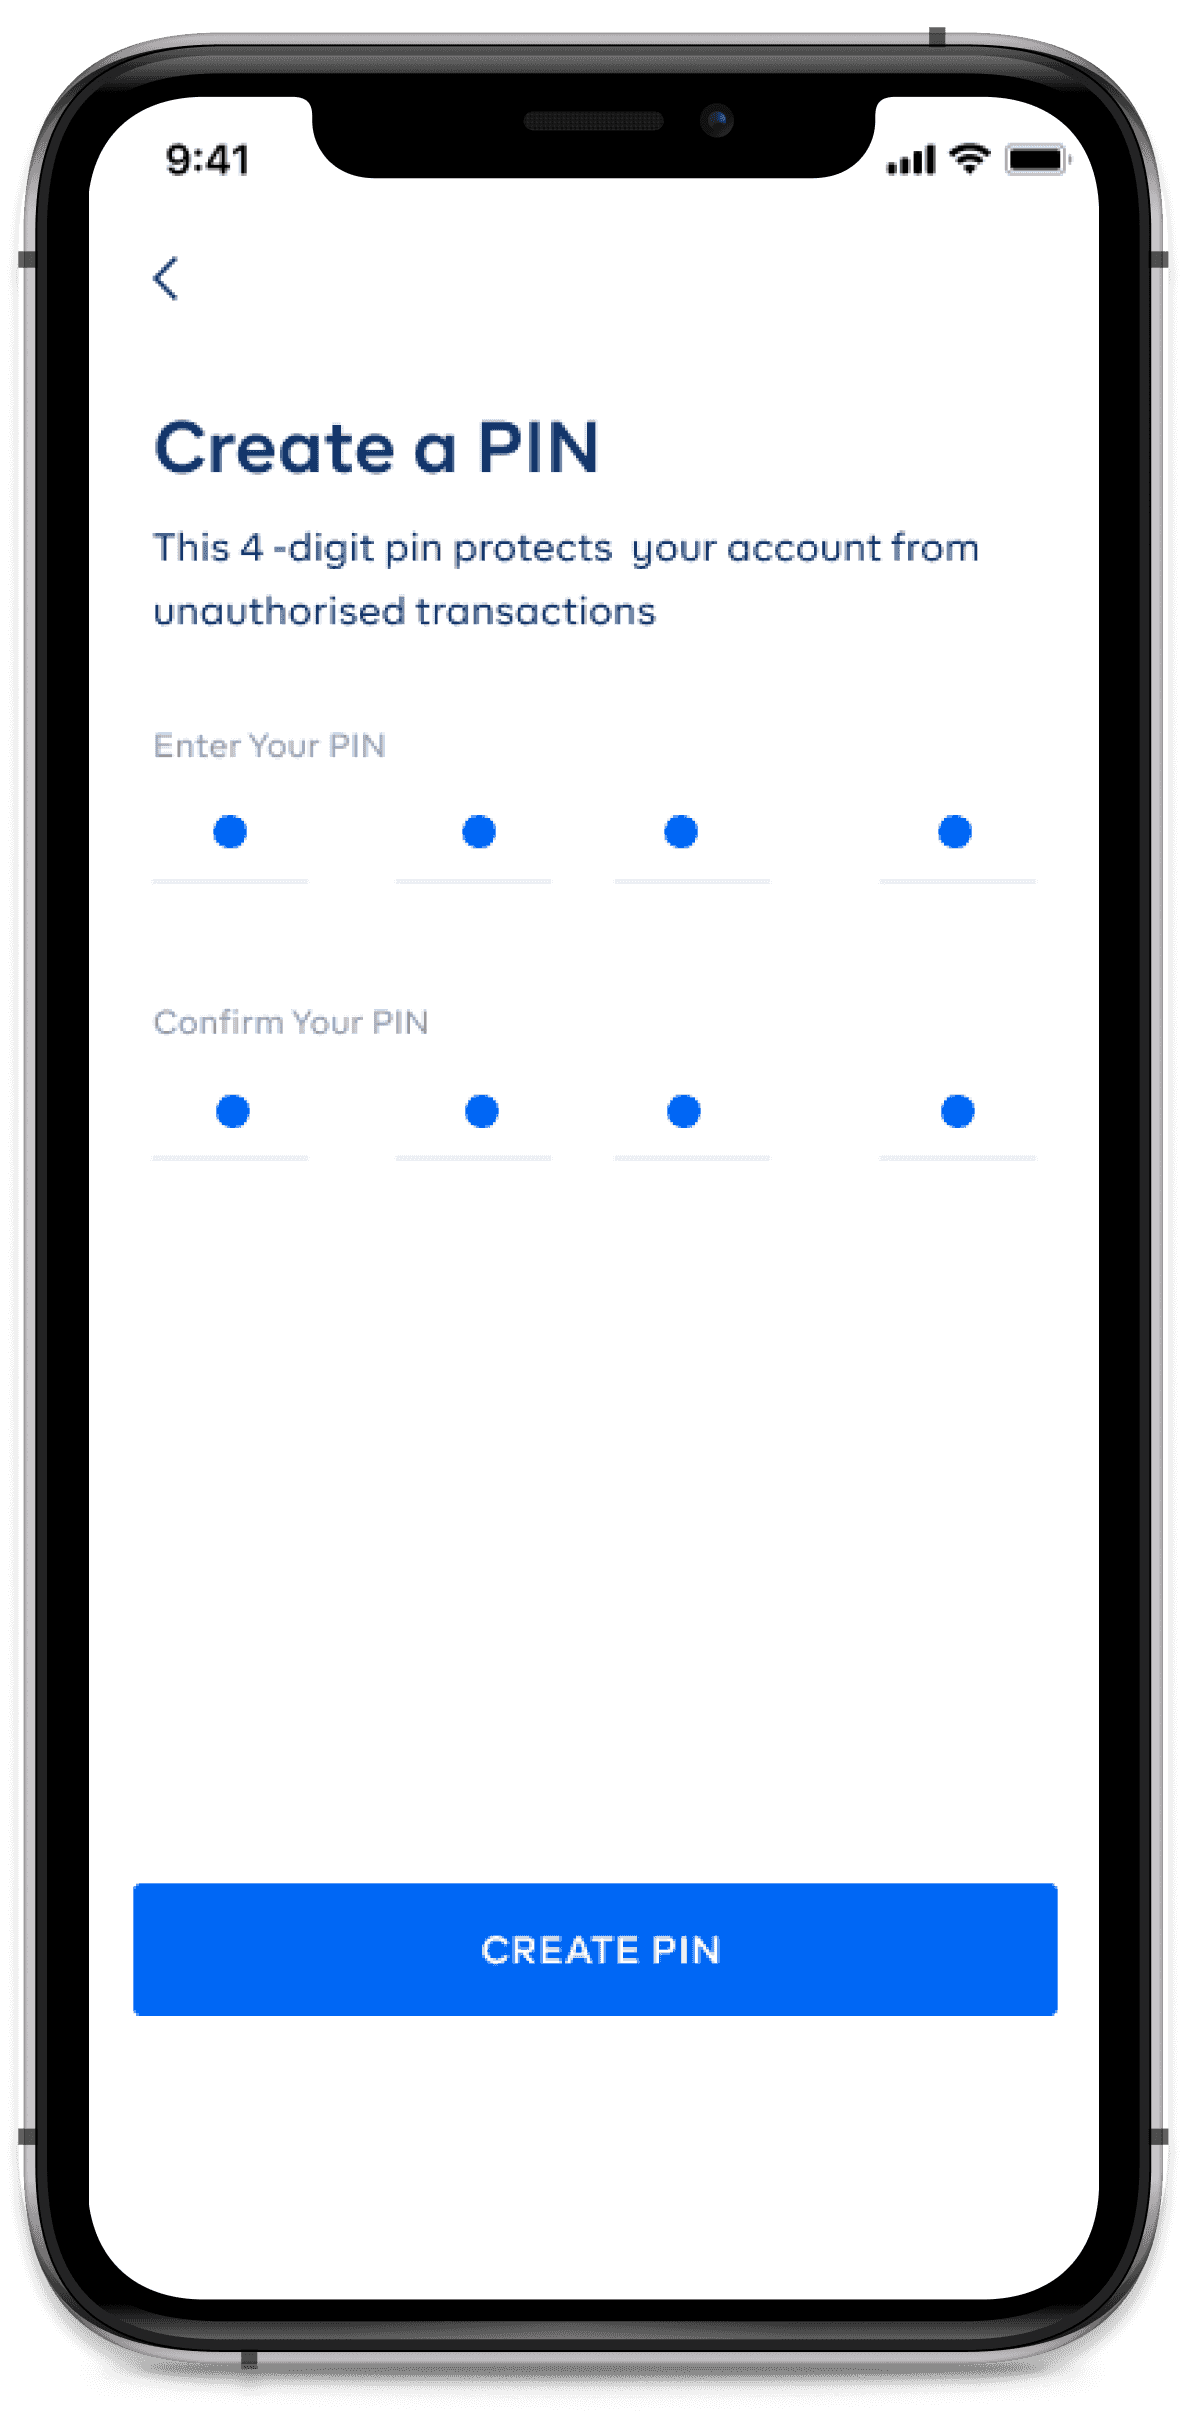 9:41
Create a PIN
This 4 -digit pin protects  your account from
unauthorised transactions
Enter Your PIN
Confirm Your PIN
CREATE PIN